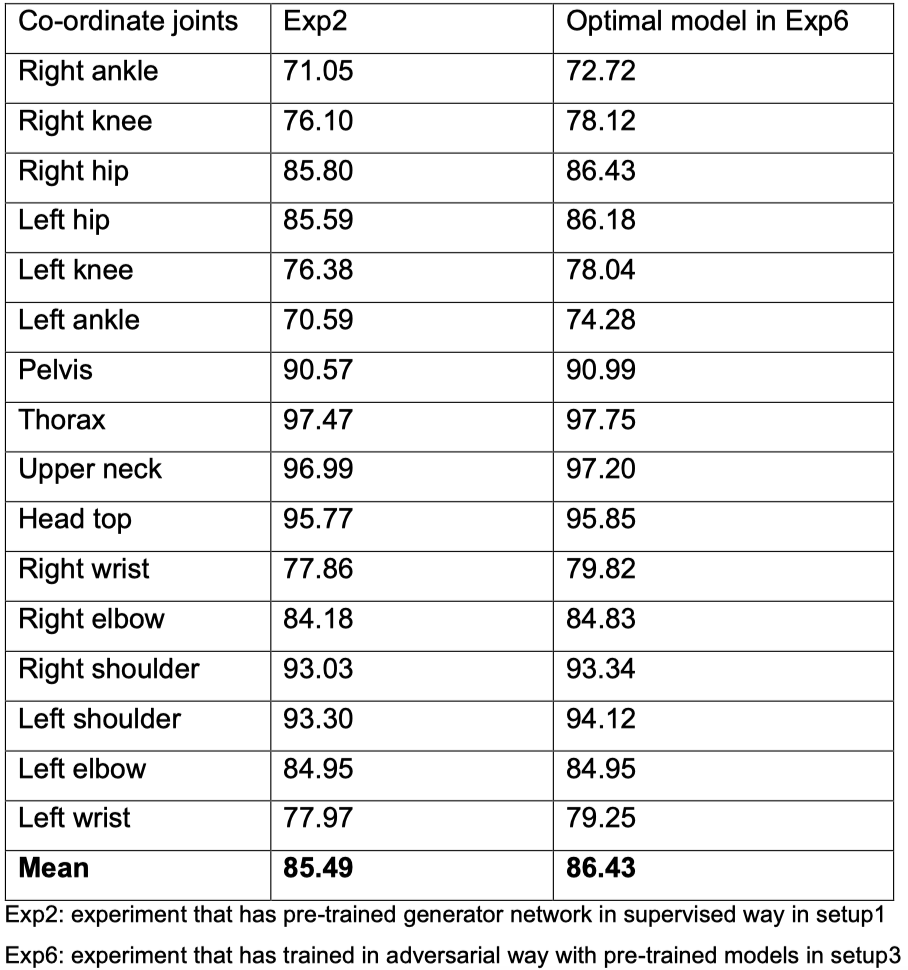 Co-ordinate joints Exp2 Optimal model in Exp6
Right ankle 71.05 72.72
Right knee 76.10 78.12
Right hip 85.80 86.43
Left hip 85.59 86.18
Left knee 76.38 78.04
Left ankle 70.59 74.28
Pelvis 90.57 90.99
Thorax 97.47 97.75
Upper neck 96.99 97.20
Head top 95.77 95.85
Right wrist 77.86 79.82
Right elbow 84.18 84.83
Right shoulder 93.03 93.34
Left shoulder 93.30 94.12
Left elbow 84.95 84.95
Left wrist 77.97 79.25
Mean 85.49 86.43
Exp2: experiment that has pre-trained generator network in supervised way in setup1
Exp6: experiment that has trained in adversarial way with pre-trained models in setup3